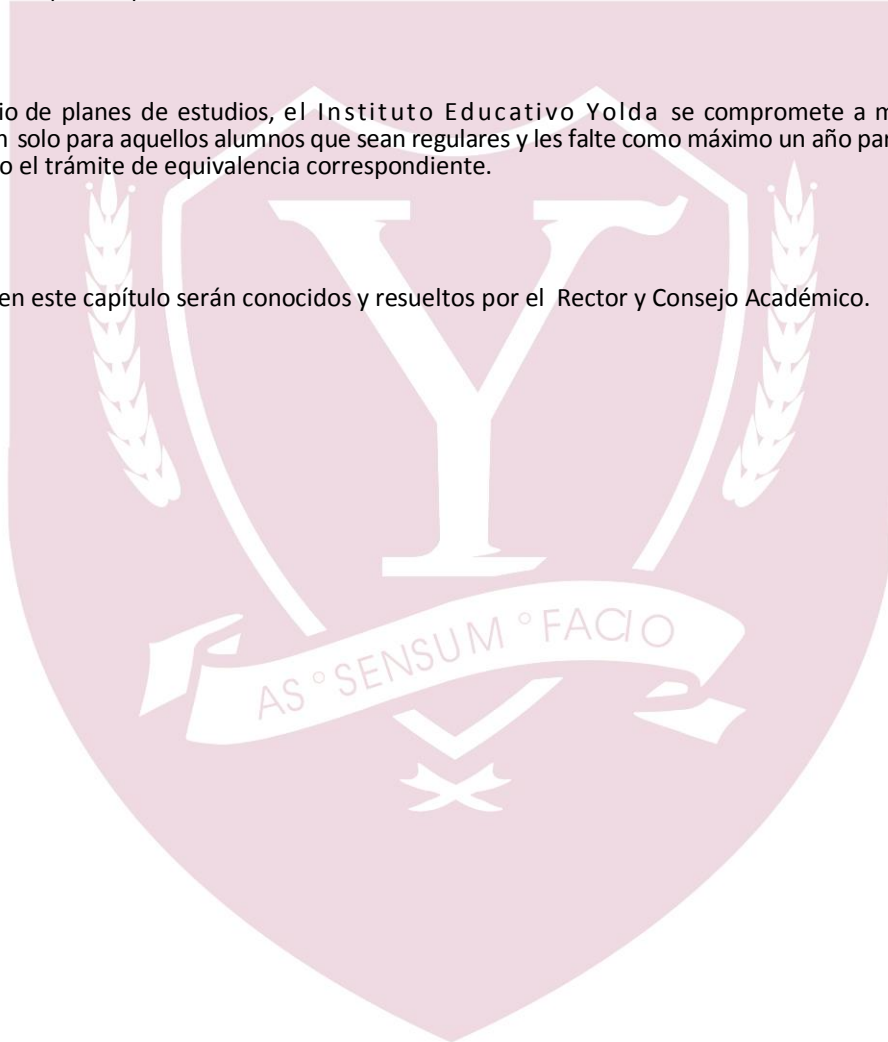 io de planes de estudios, el Instituto Educativo Yolda se compromete a m
n solo para aquellos alumnos que sean regulares y les falte como máximo un año par
o el trámite de equivalencia correspondiente.
en este capítulo serán conocidos y resueltos por el Rector y Consejo Académico.
Y
AS ° SENSUM ° FACIO